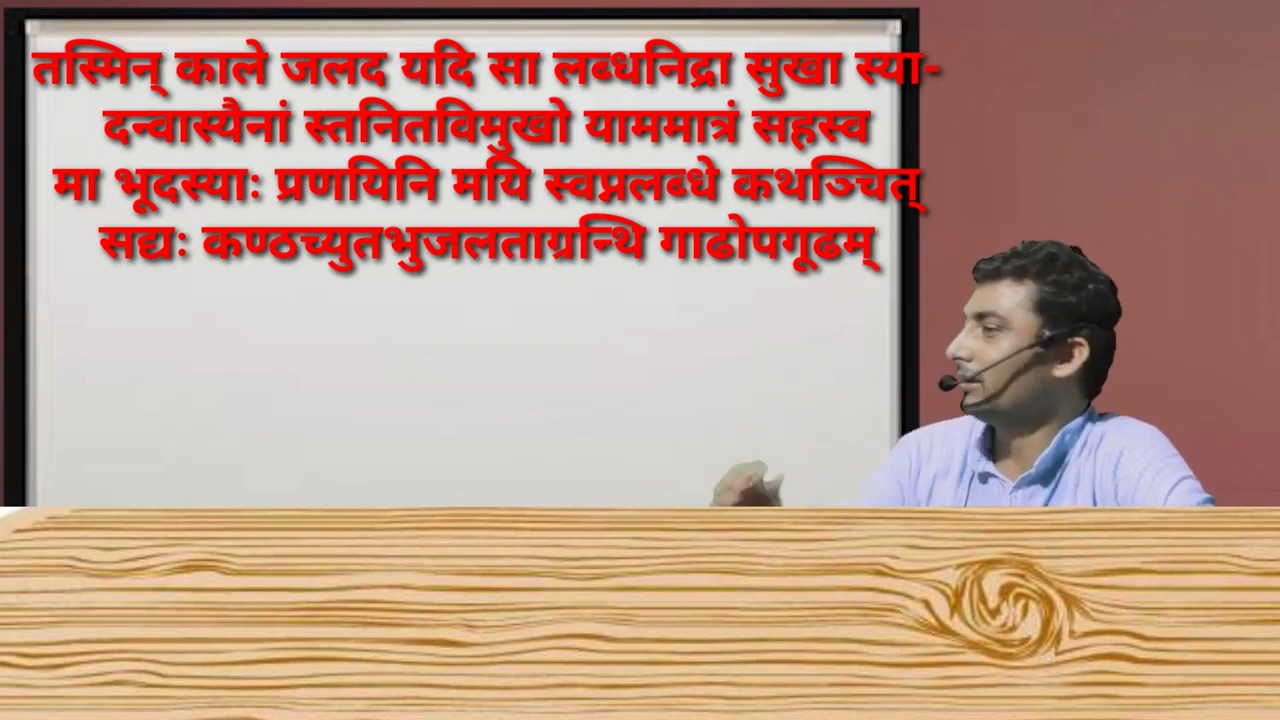 तस्मिन् काले जलद यदि सा लब्धनिद्रा सुखा स्या-
दन्वास्यैनां स्तनितविमुखो याममात्रं सहस्व
मा भूदस्याः प्रणयिनि मयि स्वप्नलब्धे कथञ्चित्
सद्यः कण्ठच्युतभुजलताग्रन्थि गाढोपगूढम्